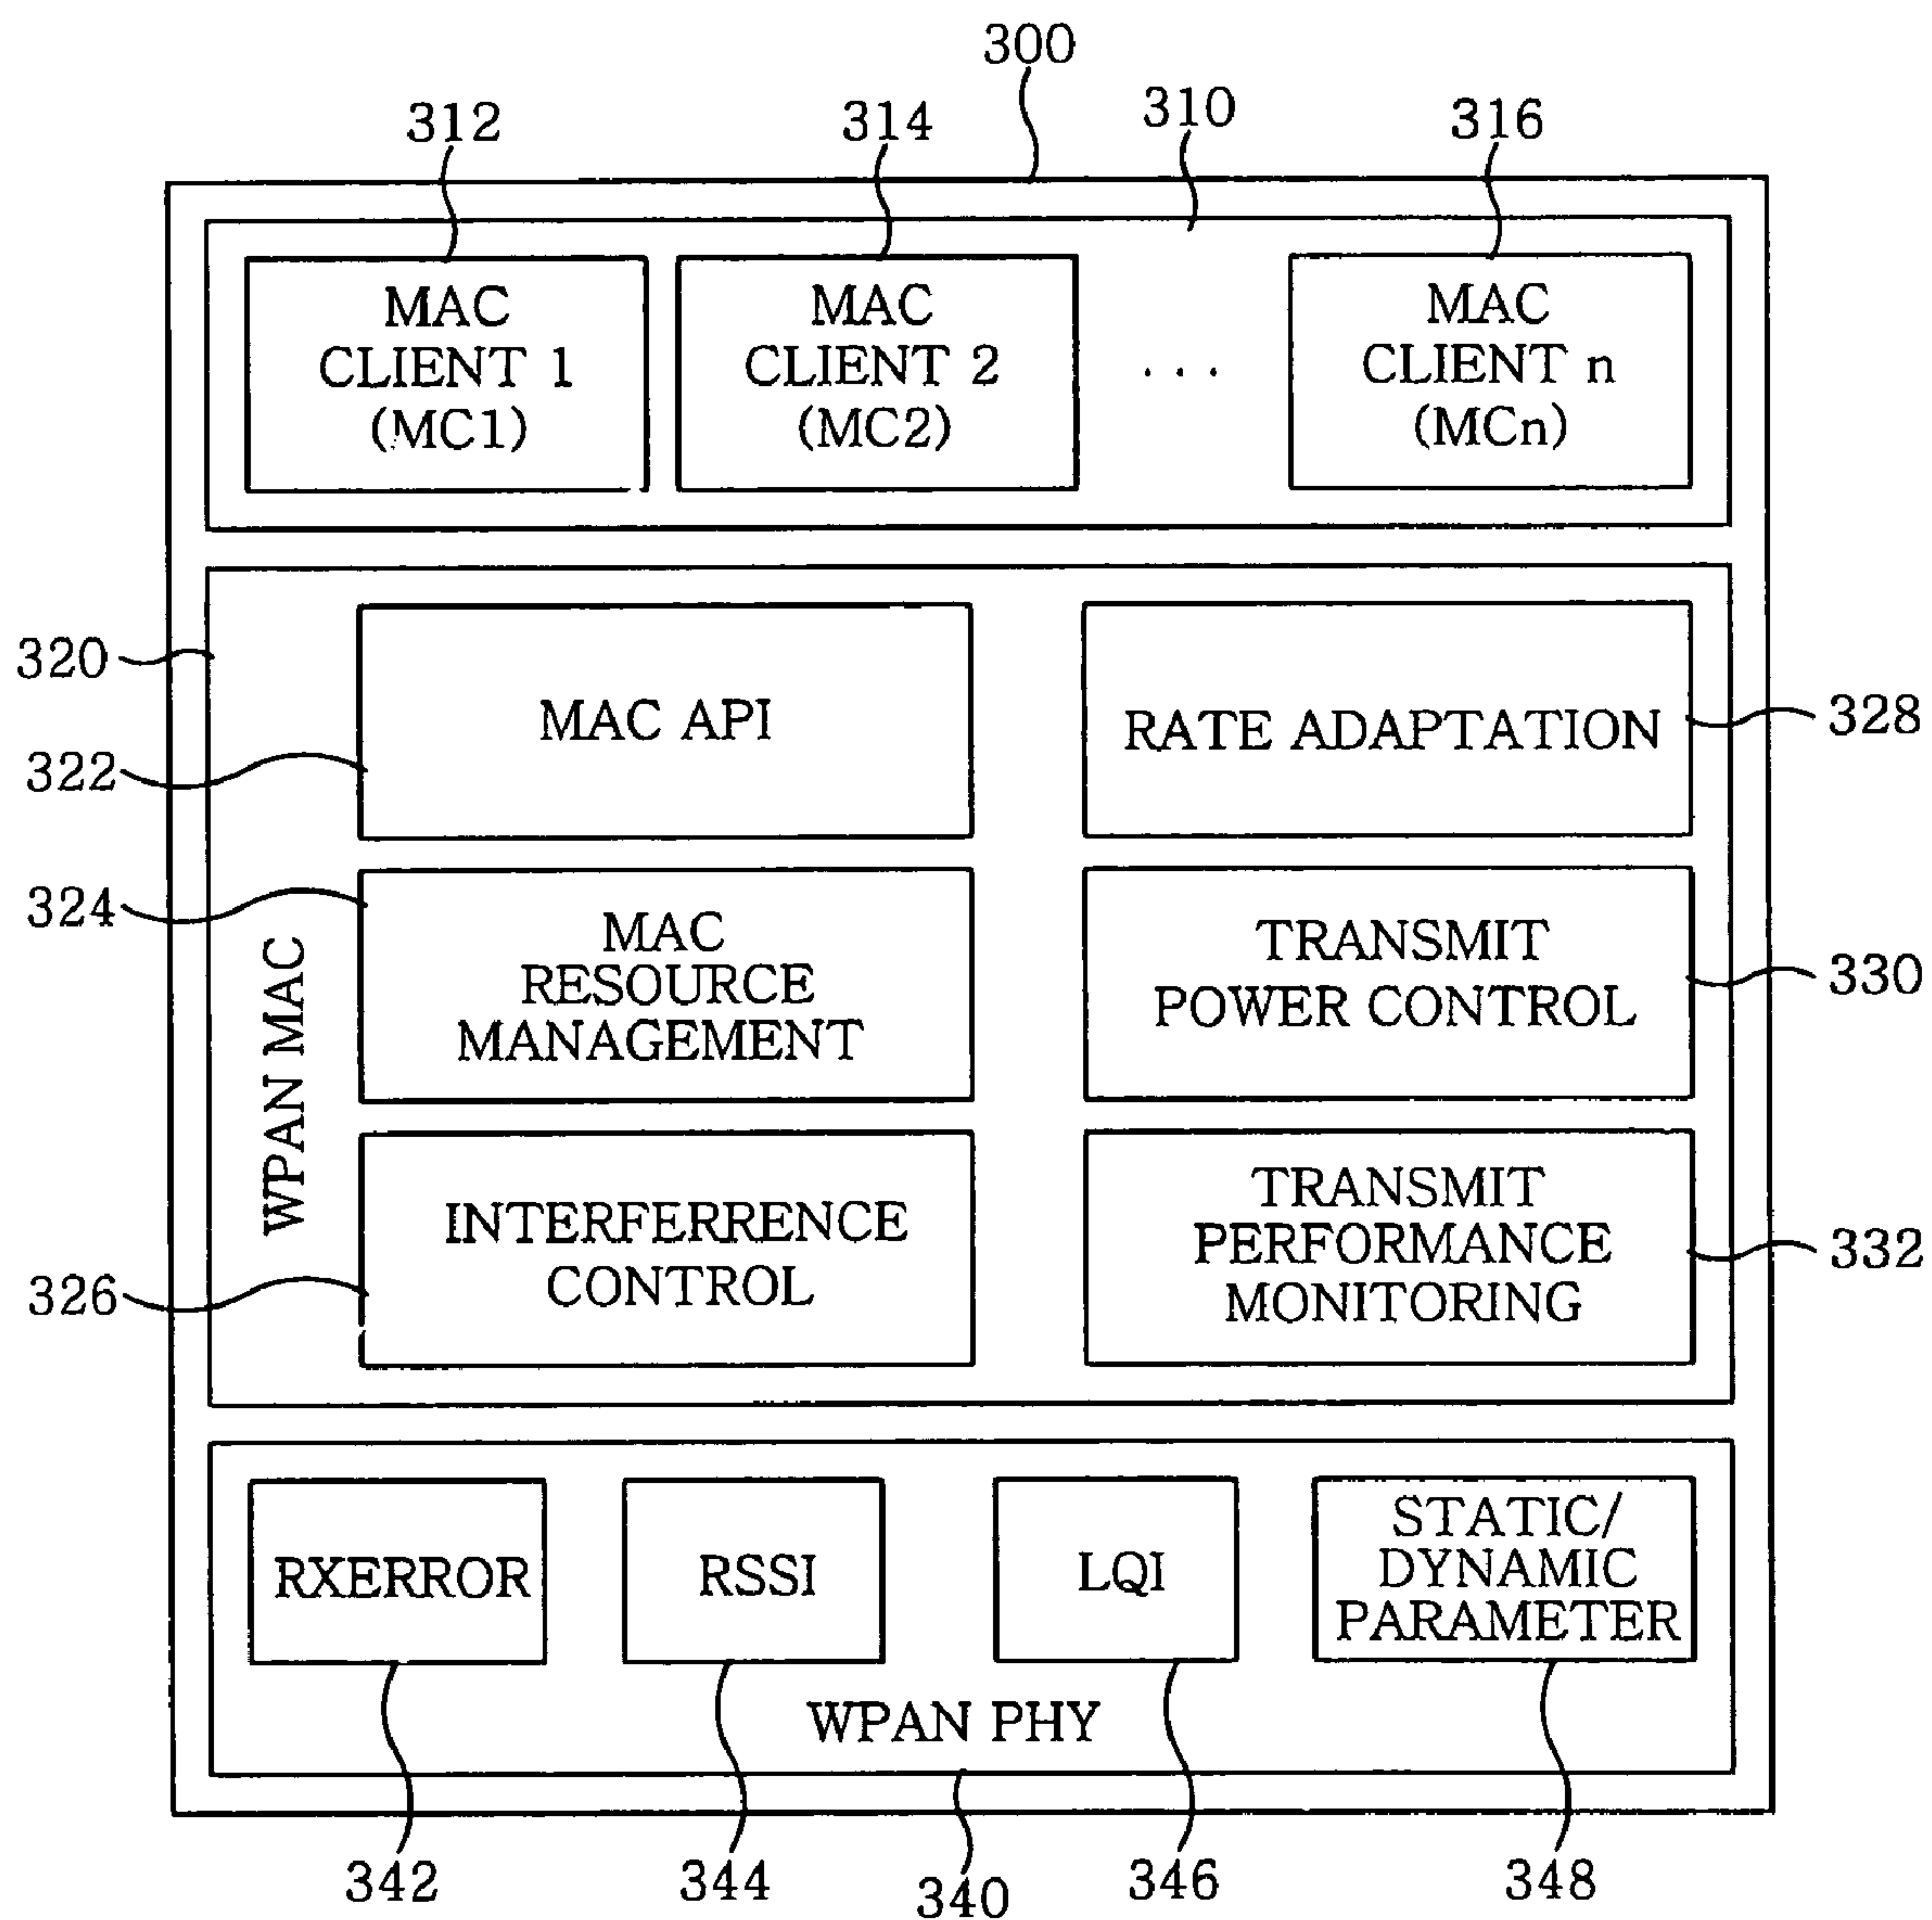 300
312
314
310
316
MAC
CLIENT 1
(MC1)
MAC
CLIENT 2
(MC2)
...
MAC
CLIENT n
(MCn)
320
322
MAC API
RATE ADAPTATION
328
324
WPAN MAC
MAC
RESOURCE
MANAGEMENT
TRANSMIT
POWER CONTROL
330
326
INTERFERRENCE
CONTROL
TRANSMIT
PERFORMANCE
MONITORING
332
RXERROR
RSSI
LQI
STATIC/
DYNAMIC
PARAMETER
WPAN PHY
342
344
340
346
348